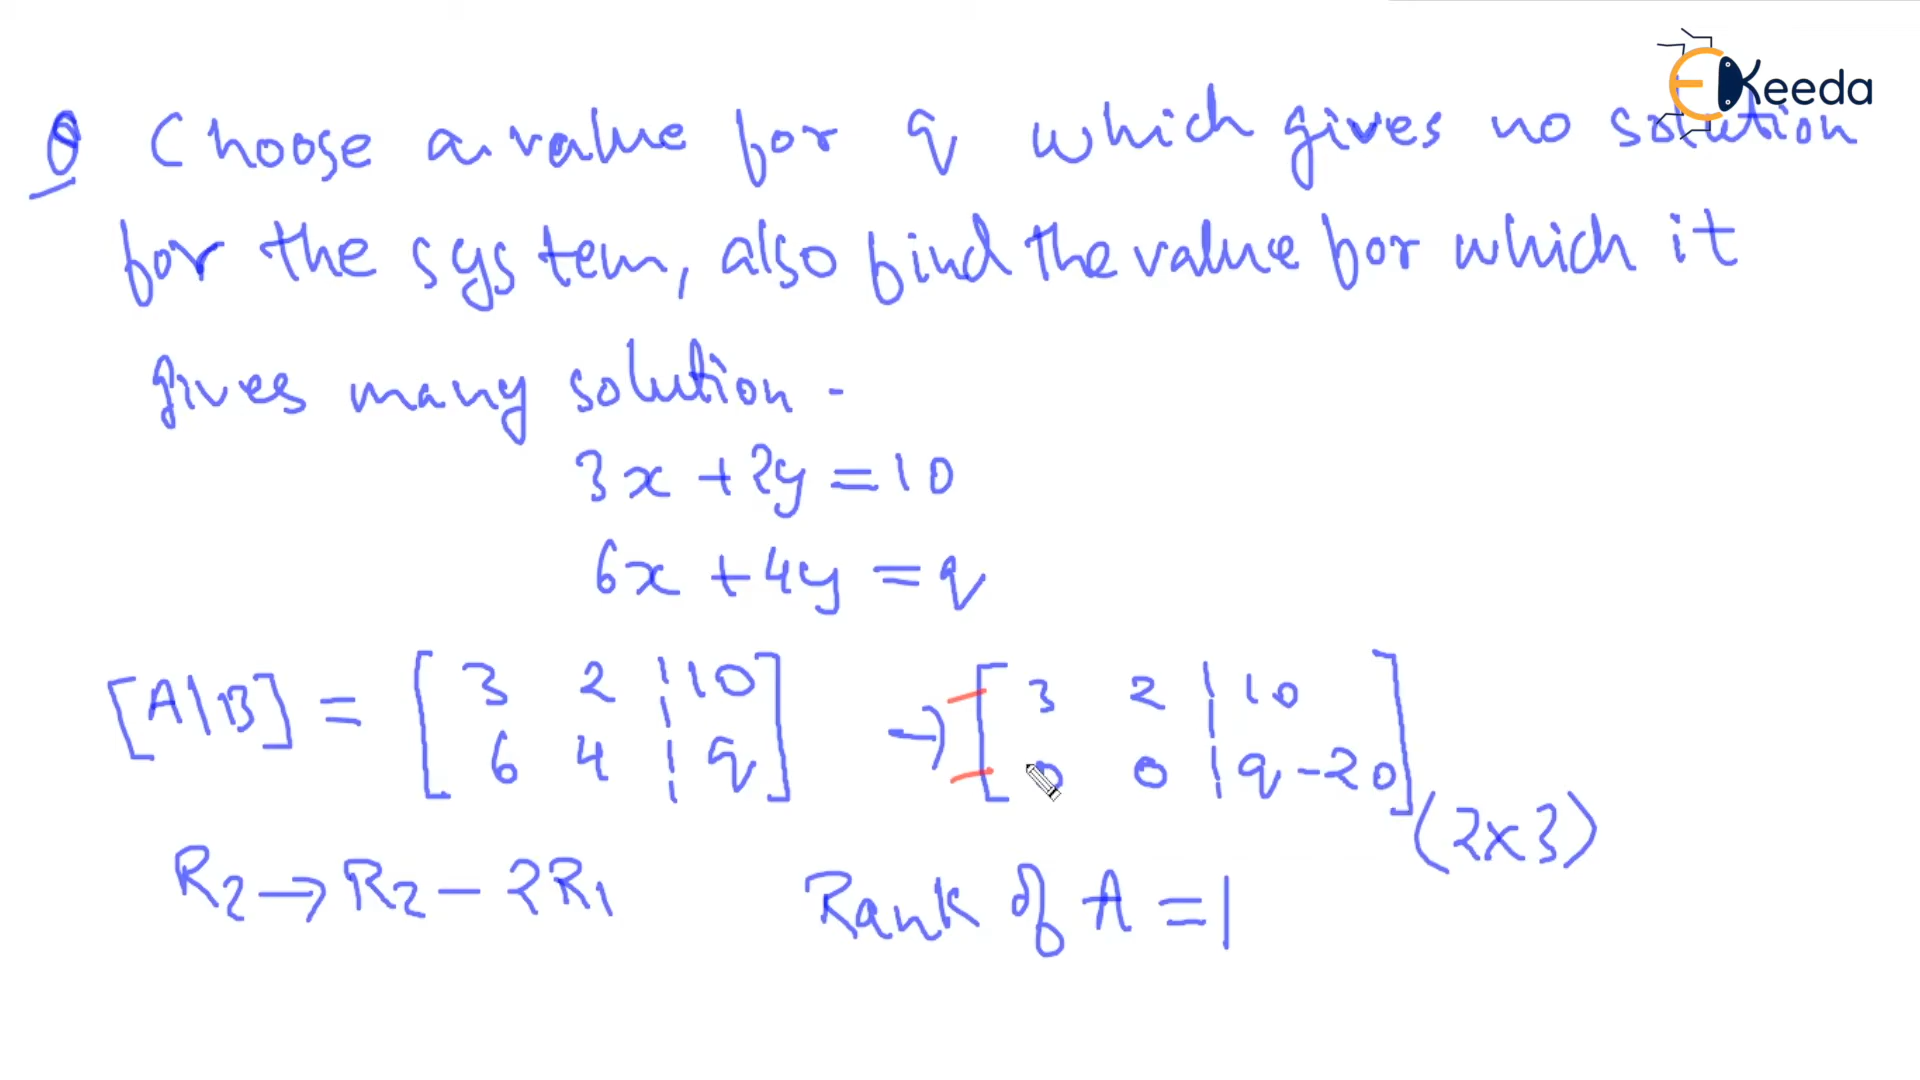 EKeeda
Q Choose a value for q which gives no solution
for the system, also find the value for which it
gives many solution -
3x + 2y = 10
6x + 4y = q
[A|B] = [3 2 | 10 → [3 2 | 10
6 4 | q] 0 0 | q - 20] (2x3)
R2 → R2 - 2R1 Rank of A = 1